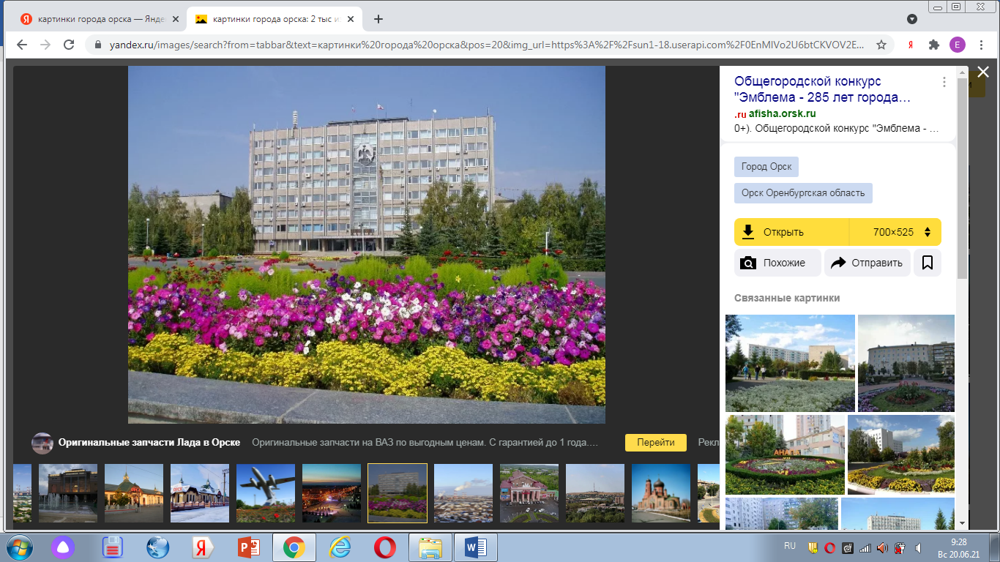 картинки города орска — Янде
картинки города орска: 2 тыс из
yandex.ru/images/search?from=tabbar&text=картинки%20города%20орска&pos=20&img_url=https%3A%2F%2Fsun1-18.userapi.com%2F0EnMIVo2U6btCKVOV2E...
E
Общегородской конкурс
"Эмблема - 285 лет города…
.ru afisha.orsk.ru
0+). Общегородской конкурс "Эмблема - …
Город Орск
Орск Оренбургская область
Открыть 700×525
Похожие Отправить
Связанные картинки
Оригинальные запчасти Лада в Орске Оригинальные запчасти на ВАЗ по выгодным ценам. С гарантией до 1 года.… Перейти Рекл
RU
9:28
Вс 20.06.21